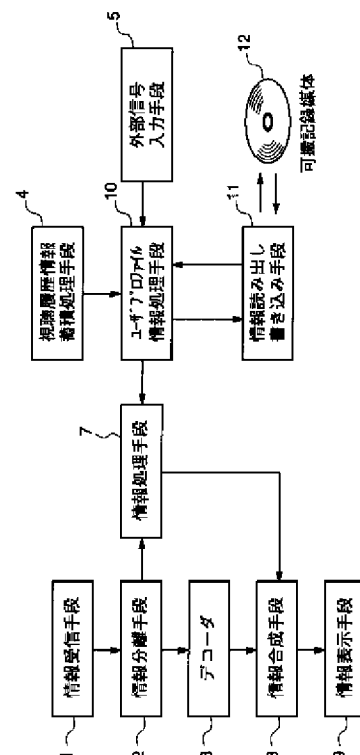 1
情報受信手段
2
情報分離手段
3
デコーダ
8
情報合成手段
9
情報表示手段
7
情報処理手段
4
視聴履歴情報
蓄積処理手段
10
ユーザプロファイル
情報処理手段
11
情報読み出し
書き込み手段
5
外部信号
入力手段
12
可搬記録媒体